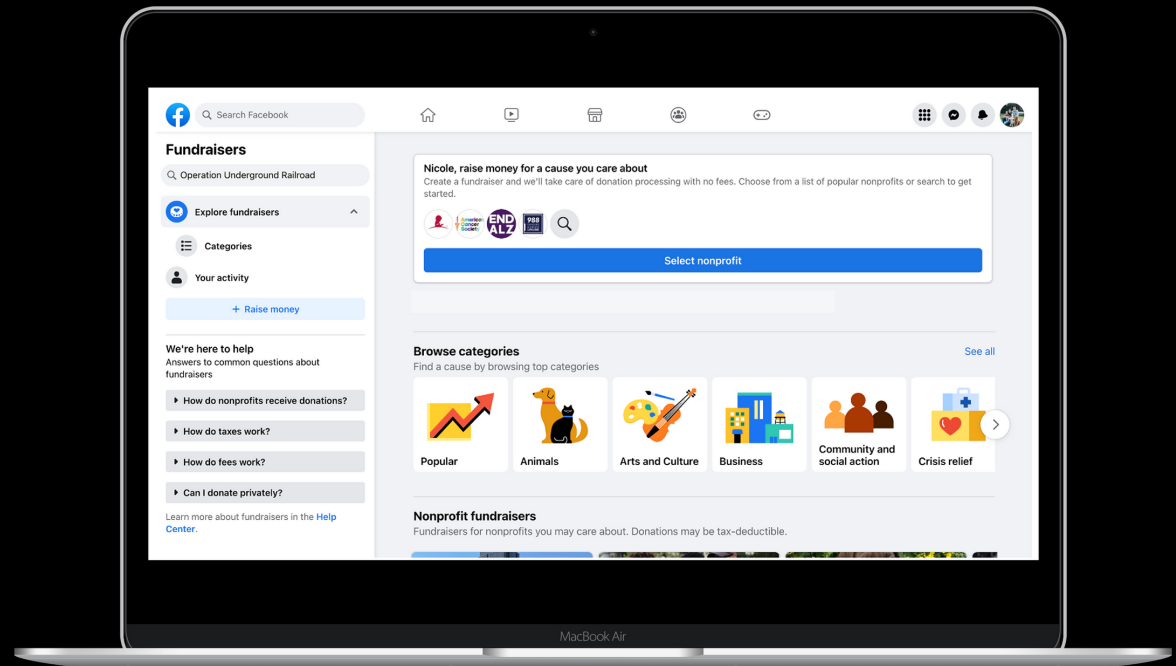 Search Facebook
Fundraisers
Operation Underground Railroad
Explore fundraisers
Categories
Your activity
+ Raise money
We're here to help
Answers to common questions about
fundraisers
How do nonprofits receive donations?
How do taxes work?
How do fees work?
Can I donate privately?
Learn more about fundraisers in the Help
Center.
Nicole, raise money for a cause you care about
Create a fundraiser and we'll take care of donation processing with no fees. Choose from a list of popular nonprofits or search to get
started.
American
Cancer
Society
END
ALZ
988
Select nonprofit
Browse categories
See all
Find a cause by browsing top categories
Popular
Animals
Arts and Culture
Business
Community and
social action
Crisis relief
Nonprofit fundraisers
Fundraisers for nonprofits you may care about. Donations may be tax-deductible.
MacBook Air